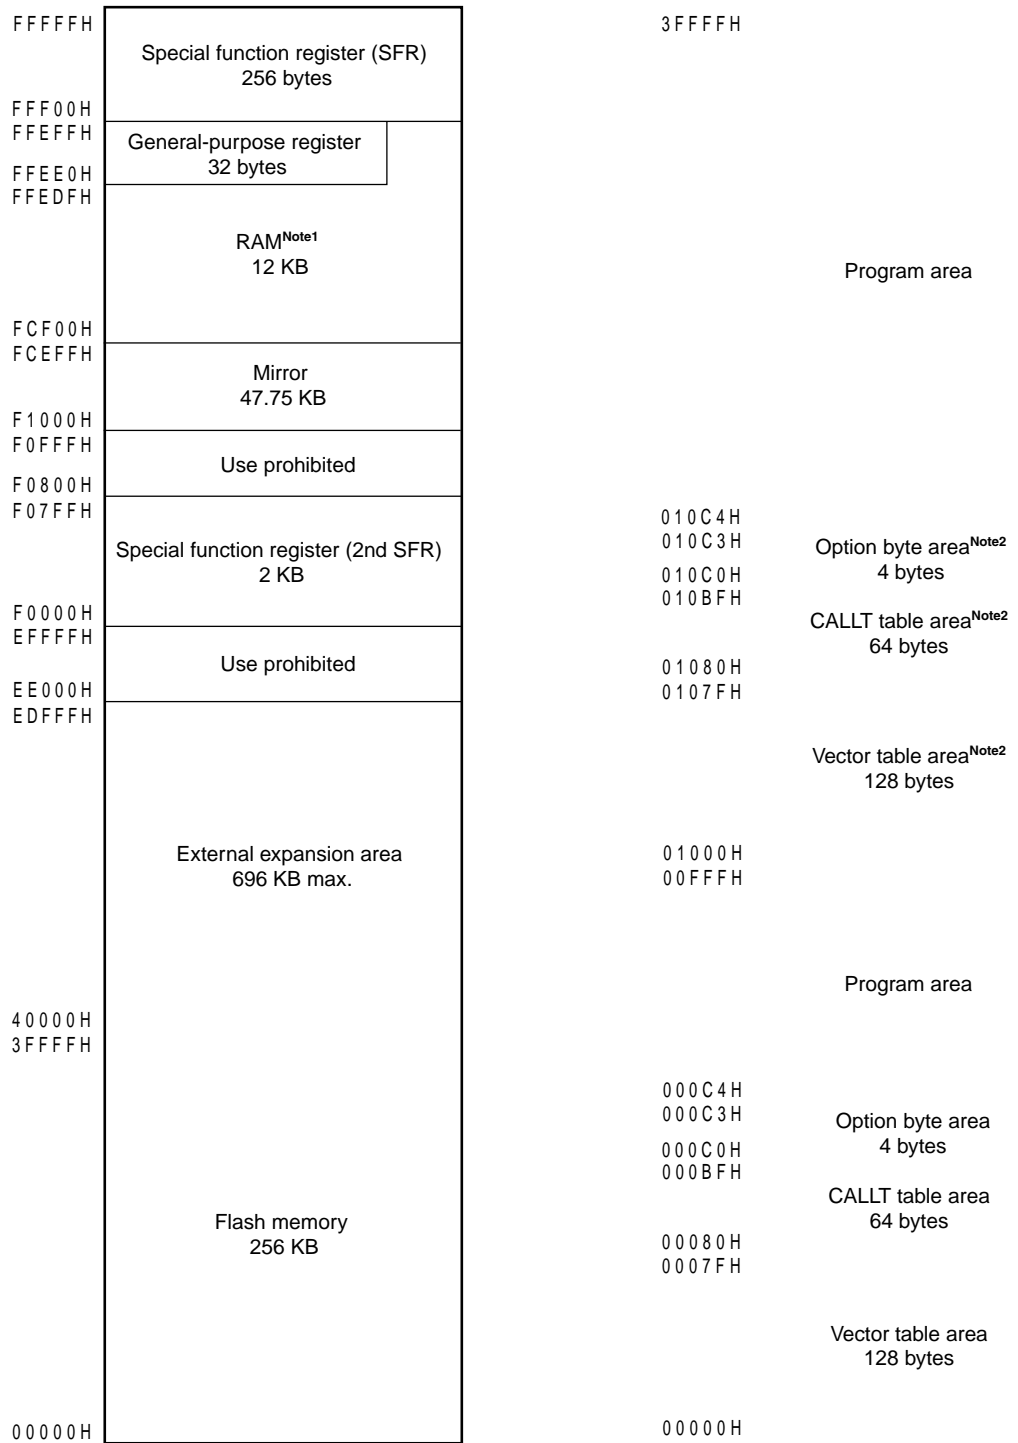 FFFFFH
Special function register (SFR)
256 bytes
FFF00H
FFEFFH
General-purpose register
32 bytes
FFEE0H
FFEDFH
RAMNote1
12 KB
FCF00H
FCEFFH
Mirror
47.75 KB
F1000H
F0FFFH
Use prohibited
F0800H
F07FFH
Special function register (2nd SFR)
2 KB
F0000H
EFFFFH
Use prohibited
EE000H
EDFFFH
External expansion area
696 KB max.
40000H
3FFFFH
Flash memory
256 KB
00000H
3FFFFH
Program area
010C4H
010C3H
Option byte areaNote2
4 bytes
010C0H
010BFH
CALLT table areaNote2
64 bytes
01080H
0107FH
Vector table areaNote2
128 bytes
01000H
00FFFH
Program area
000C4H
000C3H
Option byte area
4 bytes
000C0H
000BFH
CALLT table area
64 bytes
00080H
0007FH
Vector table area
128 bytes
00000H